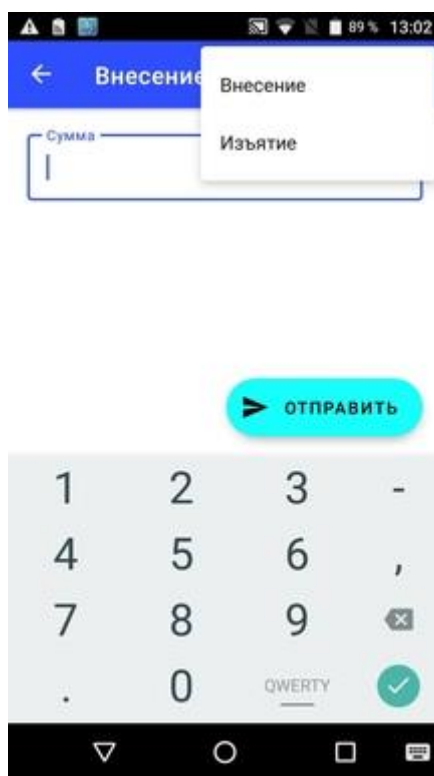 89 % 13:02
Внесение
Внесение
Изъятие
Сумма
ОТПРАВИТЬ
1 2 3 -
4 5 6 ,
7 8 9
. 0 QWERTY